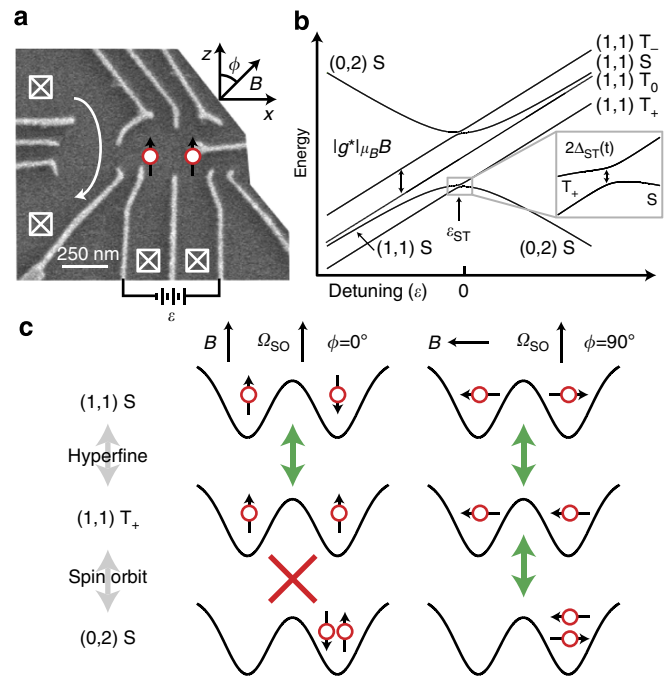 a
z
ϕ
B
x
250 nm
ε
b
Energy
(0,2) S
(1,1) T₋
(1,1) S
(1,1) T₀
(1,1) T₊
|g*|μ_B B
2Δ_ST(t)
T₊
S
ε_ST
(1,1) S
(0,2) S
Detuning (ε)
0
c
B Ω_SO ϕ=0°
B Ω_SO ϕ=90°
(1,1) S
Hyperfine
(1,1) T₊
Spin orbit
(0,2) S